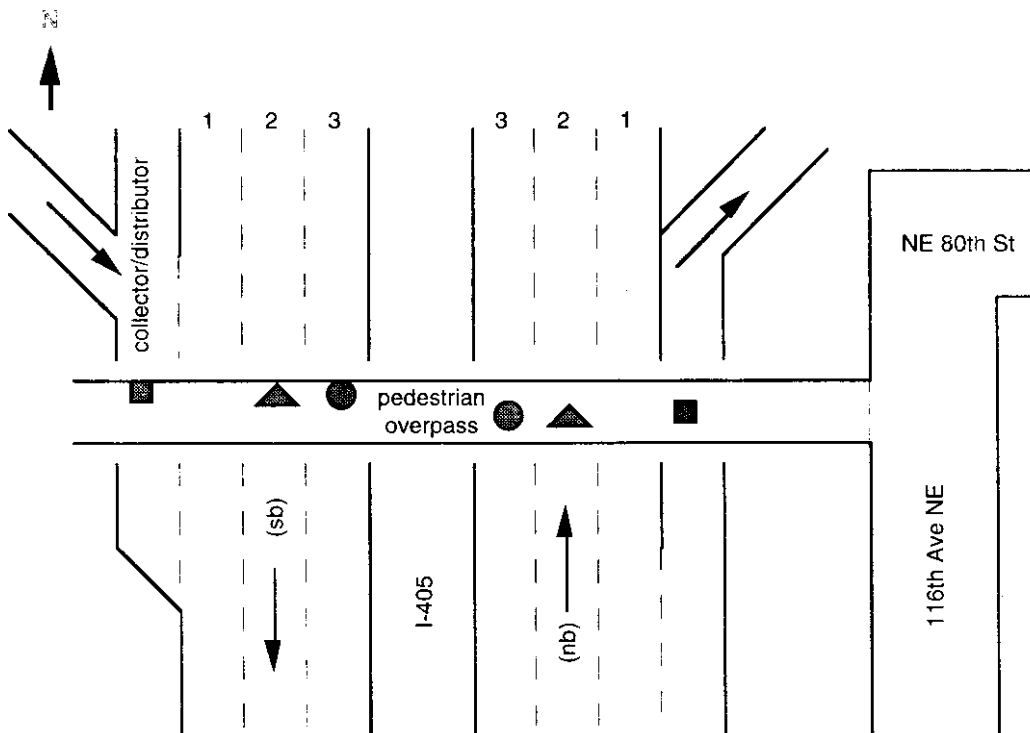 N
1 2 3 3 2 1
collector/distributor
NE 80th St
pedestrian
overpass
(sb)
I-405
(nb)
116th Ave NE